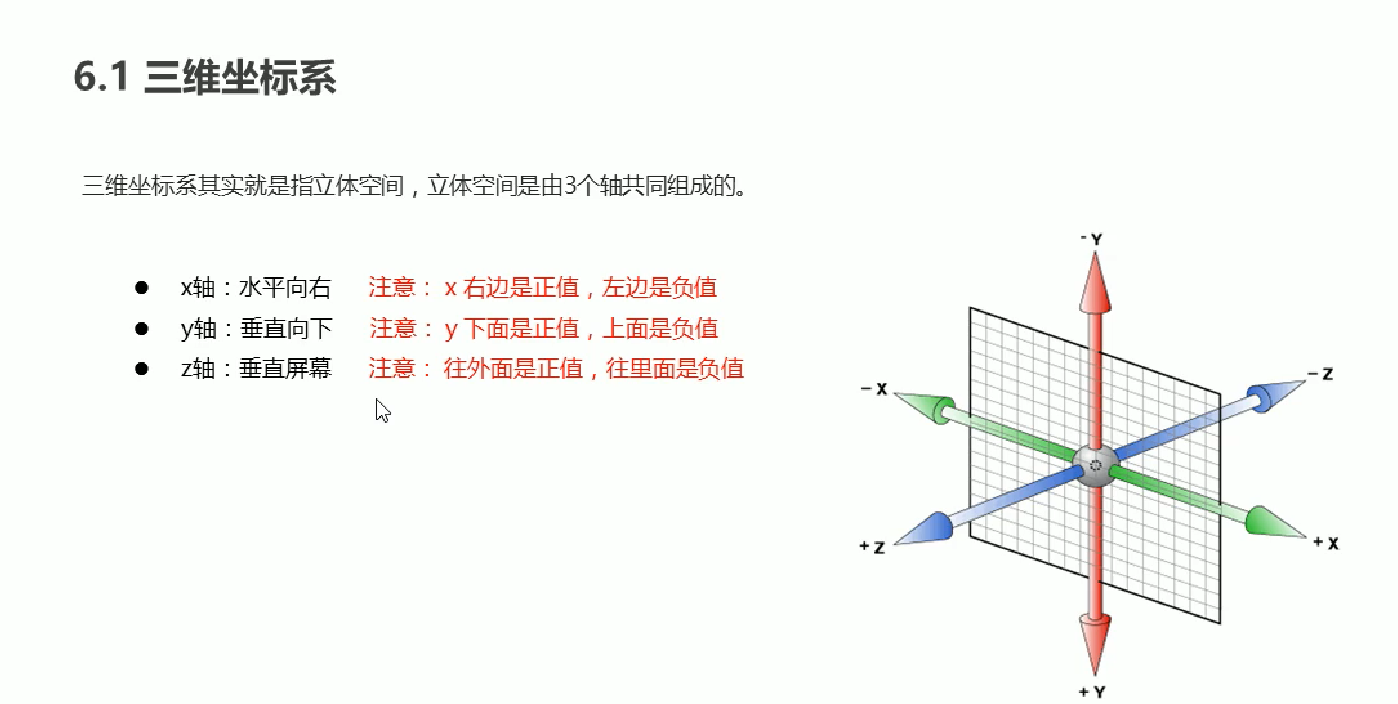 6.1 三维坐标系
三维坐标系其实就是指立体空间，立体空间是由3个轴共同组成的。
● x轴：水平向右 注意： x 右边是正值，左边是负值
● y轴：垂直向下 注意： y 下面是正值，上面是负值
● z轴：垂直屏幕 注意： 往外面是正值，往里面是负值
- Y
- X
- Z
+ Z
+ X
+ Y